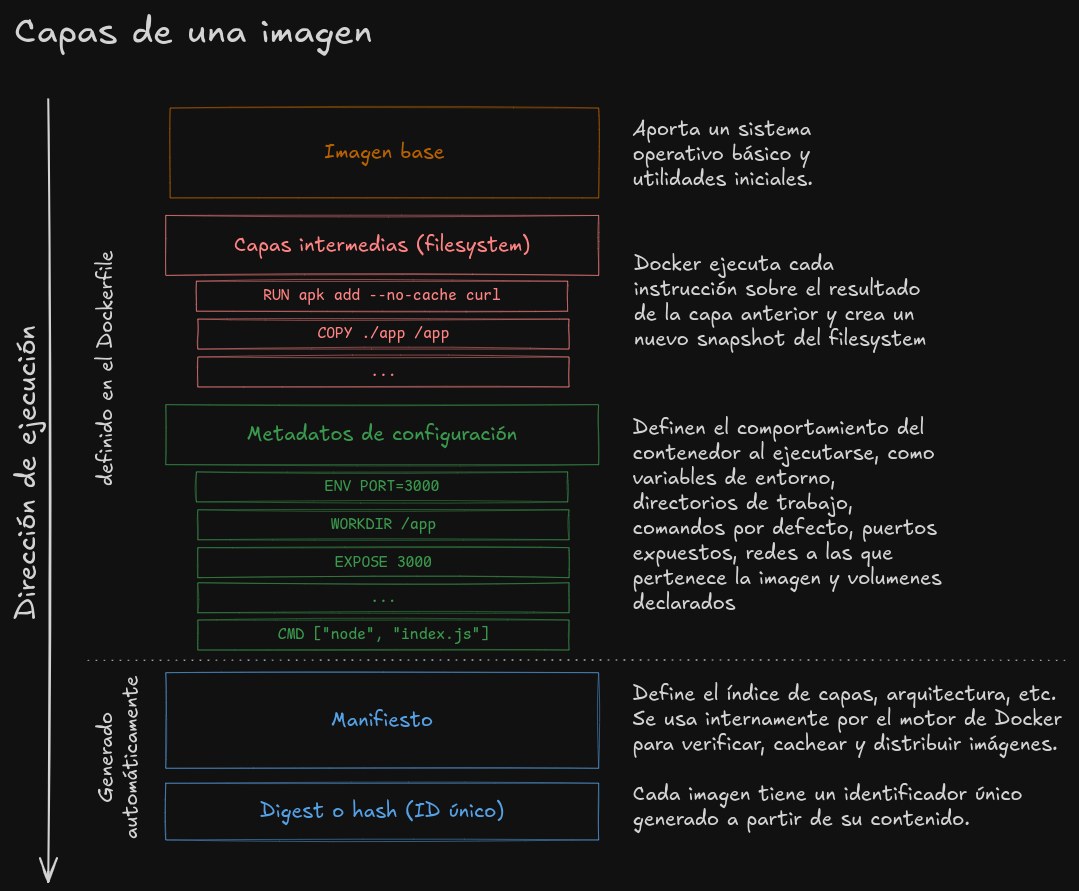 Capas de una imagen
Dirección de ejecución
definido en el Dockerfile
Imagen base
Aporta un sistema
operativo básico y
utilidades iniciales.
Capas intermedias (filesystem)
RUN apk add --no-cache curl
COPY ./app /app
...
Docker ejecuta cada
instrucción sobre el resultado
de la capa anterior y crea un
nuevo snapshot del filesystem
Metadatos de configuración
ENV PORT=3000
WORKDIR /app
EXPOSE 3000
...
CMD ["node", "index.js"]
Definen el comportamiento del
contenedor al ejecutarse, como
variables de entorno,
directorios de trabajo,
comandos por defecto, puertos
expuestos, redes a las que
pertenece la imagen y volumenes
declarados
Generado
automáticamente
Manifiesto
Define el índice de capas, arquitectura, etc.
Se usa internamente por el motor de Docker
para verificar, cachear y distribuir imágenes.
Digest o hash (ID único)
Cada imagen tiene un identificador único
generado a partir de su contenido.